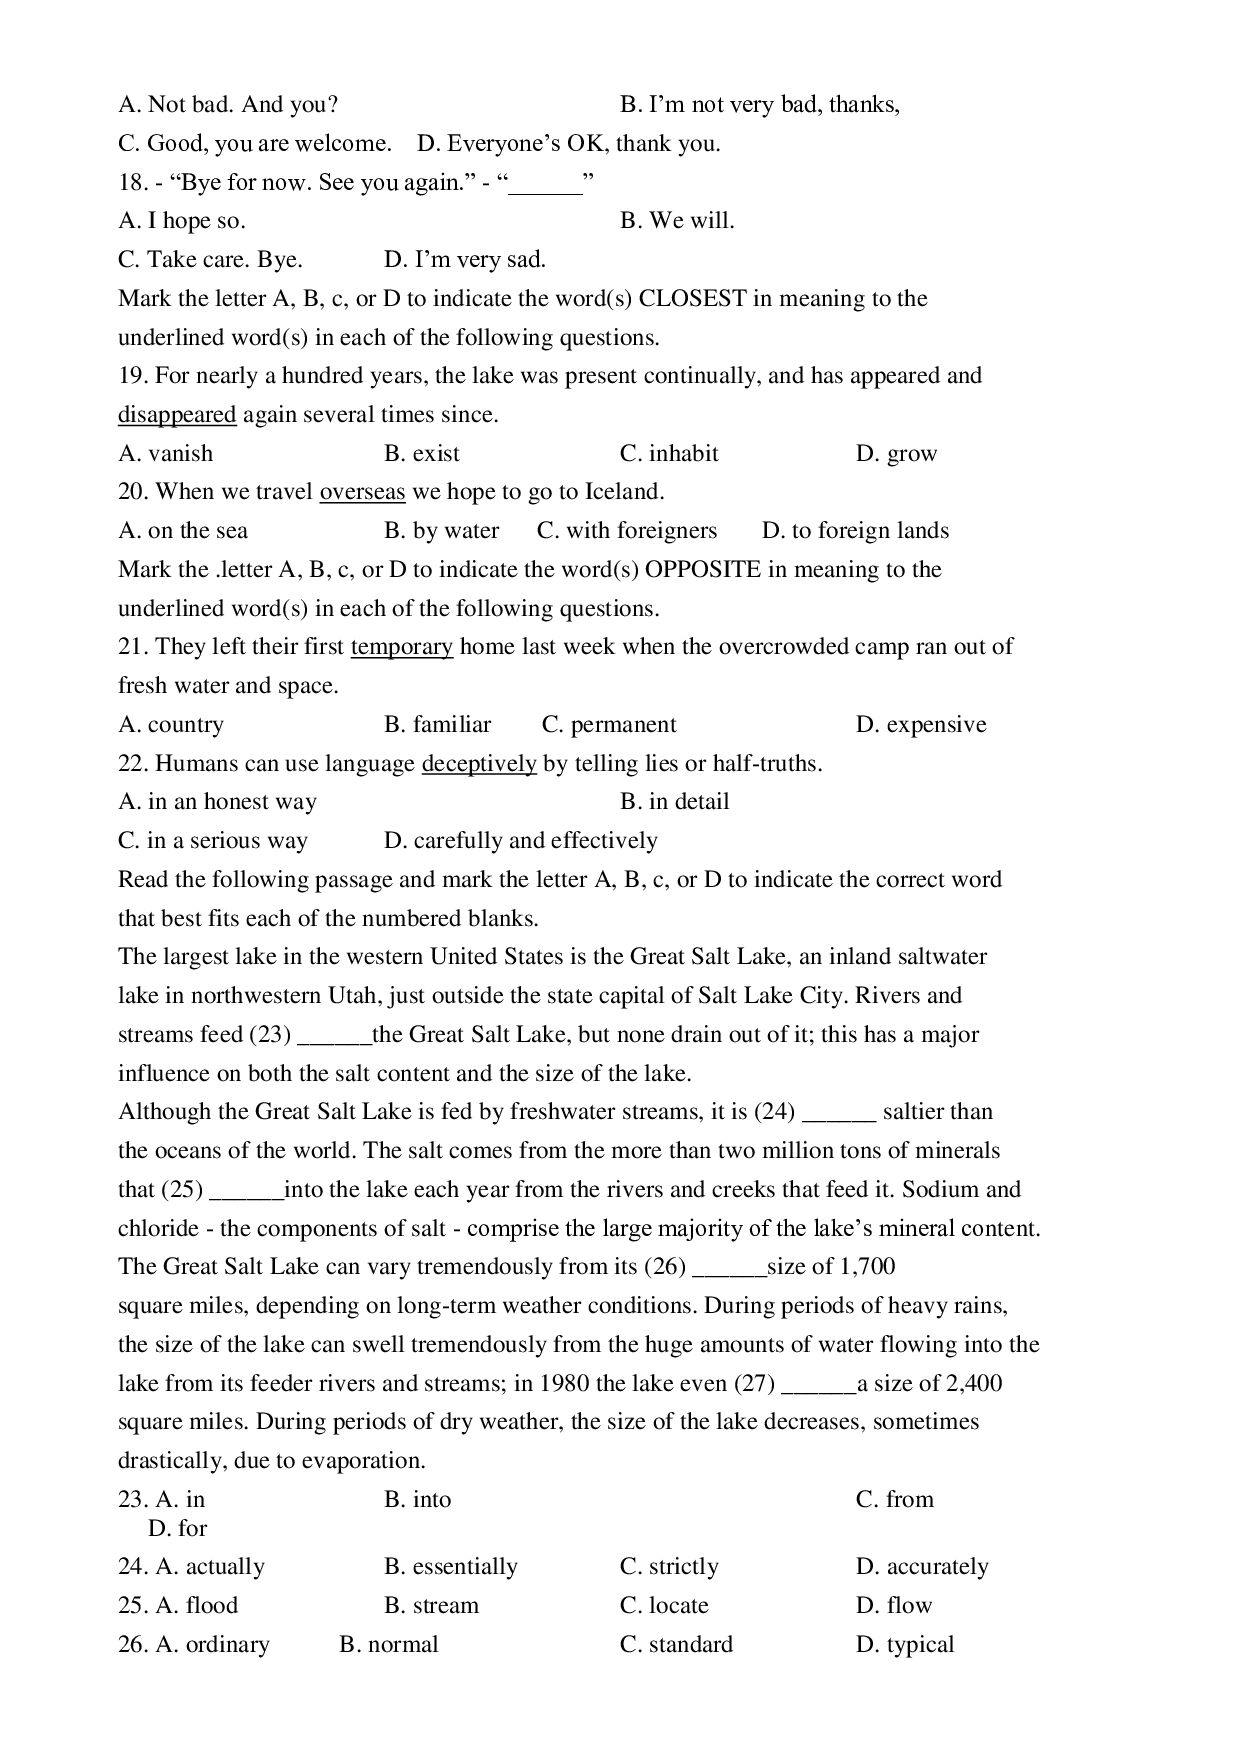 A. Not bad. And you? B. I’m not very bad, thanks,
C. Good, you are welcome. D. Everyone’s OK, thank you.
18. - “Bye for now. See you again.” - “______”
A. I hope so. B. We will.
C. Take care. Bye. D. I’m very sad.
Mark the letter A, B, c, or D to indicate the word(s) CLOSEST in meaning to the
underlined word(s) in each of the following questions.
19. For nearly a hundred years, the lake was present continually, and has appeared and
disappeared again several times since.
A. vanish B. exist C. inhabit D. grow
20. When we travel overseas we hope to go to Iceland.
A. on the sea B. by water C. with foreigners D. to foreign lands
Mark the .letter A, B, c, or D to indicate the word(s) OPPOSITE in meaning to the
underlined word(s) in each of the following questions.
21. They left their first temporary home last week when the overcrowded camp ran out of
fresh water and space.
A. country B. familiar C. permanent D. expensive
22. Humans can use language deceptively by telling lies or half-truths.
A. in an honest way B. in detail
C. in a serious way D. carefully and effectively
Read the following passage and mark the letter A, B, c, or D to indicate the correct word
that best fits each of the numbered blanks.
The largest lake in the western United States is the Great Salt Lake, an inland saltwater
lake in northwestern Utah, just outside the state capital of Salt Lake City. Rivers and
streams feed (23) ______the Great Salt Lake, but none drain out of it; this has a major
influence on both the salt content and the size of the lake.
Although the Great Salt Lake is fed by freshwater streams, it is (24) ______ saltier than
the oceans of the world. The salt comes from the more than two million tons of minerals
that (25) ______into the lake each year from the rivers and creeks that feed it. Sodium and
chloride - the components of salt - comprise the large majority of the lake’s mineral content.
The Great Salt Lake can vary tremendously from its (26) ______size of 1,700
square miles, depending on long-term weather conditions. During periods of heavy rains,
the size of the lake can swell tremendously from the huge amounts of water flowing into the
lake from its feeder rivers and streams; in 1980 the lake even (27) ______a size of 2,400
square miles. During periods of dry weather, the size of the lake decreases, sometimes
drastically, due to evaporation.
23. A. in B. into C. from
D. for
24. A. actually B. essentially C. strictly D. accurately
25. A. flood B. stream C. locate D. flow
26. A. ordinary B. normal C. standard D. typical